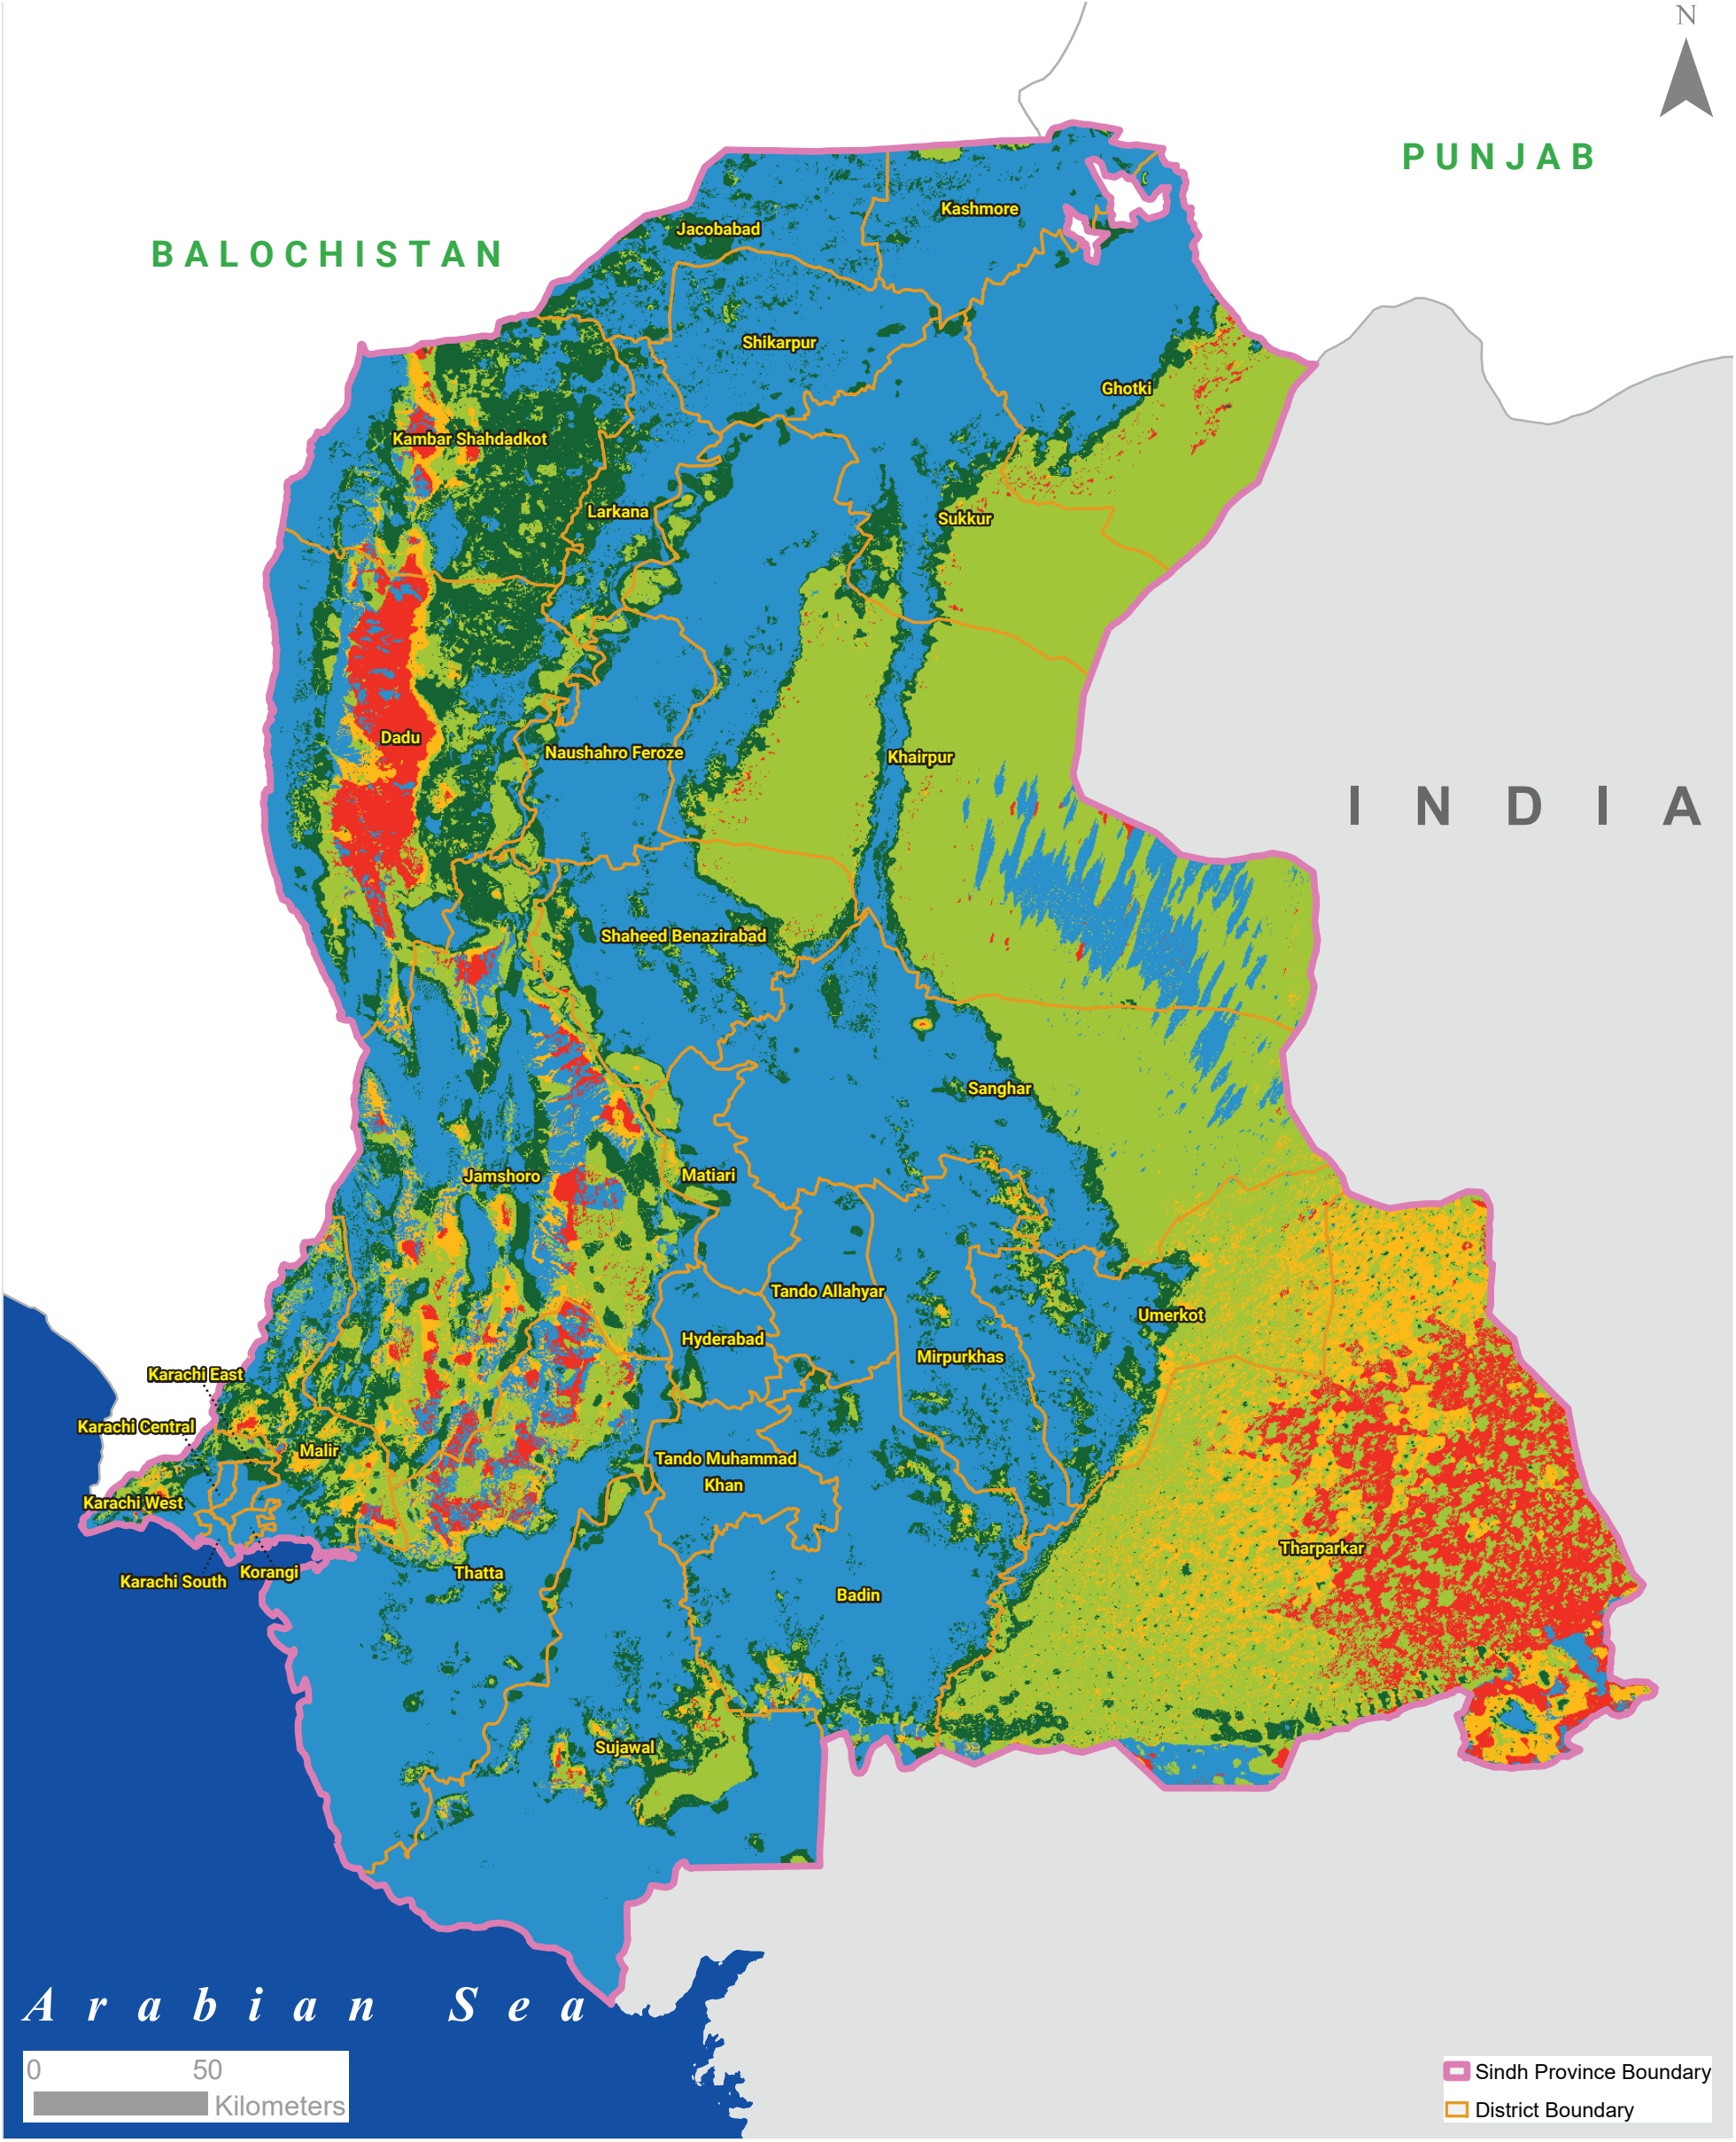 N
PUNJAB
BALOCHISTAN
Kashmore
Jacobabad
Shikarpur
Ghotki
Kambar Shahdadkot
Larkana
Sukkur
Dadu
Naushahro Feroze
Khairpur
INDIA
Shaheed Benazirabad
Sanghar
Jamshoro
Matiari
Tando Allahyar
Umerkot
Hyderabad
Mirpurkhas
Karachi East
Karachi Central
Malir
Tando Muhammad
Khan
Karachi West
Tharparkar
Korangi
Thatta
Karachi South
Badin
Sujawal
Arabian Sea
0 50
Kilometers
Sindh Province Boundary
District Boundary